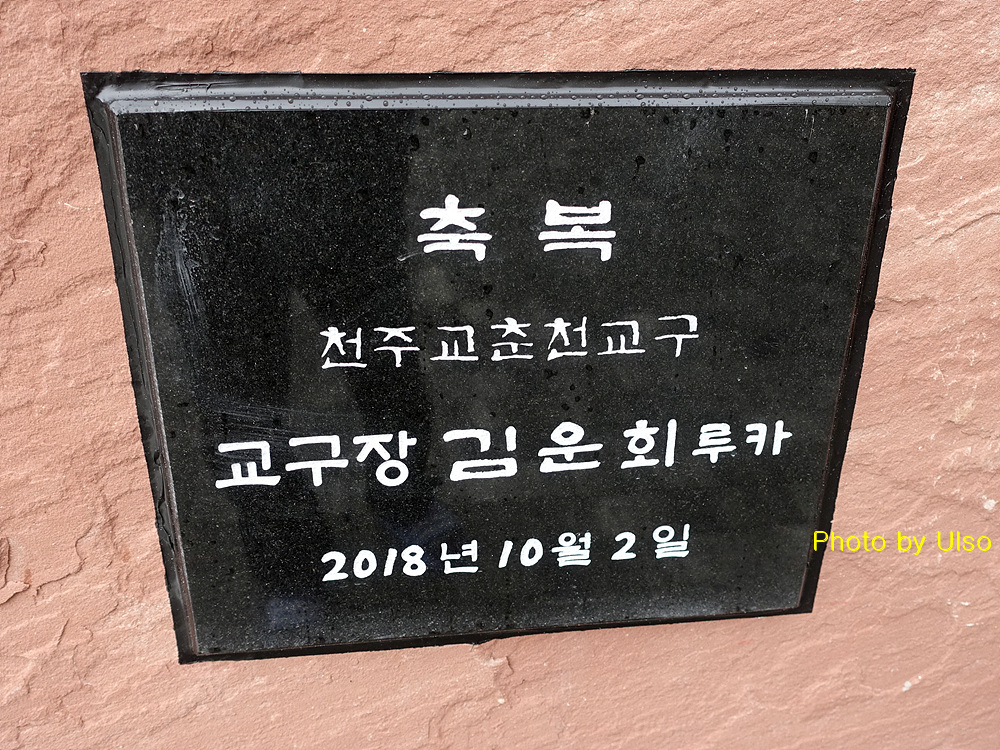 축 복
천주교춘천교구
교구장 김운회 루카
2018년 10월 2일
Photo by Ulso